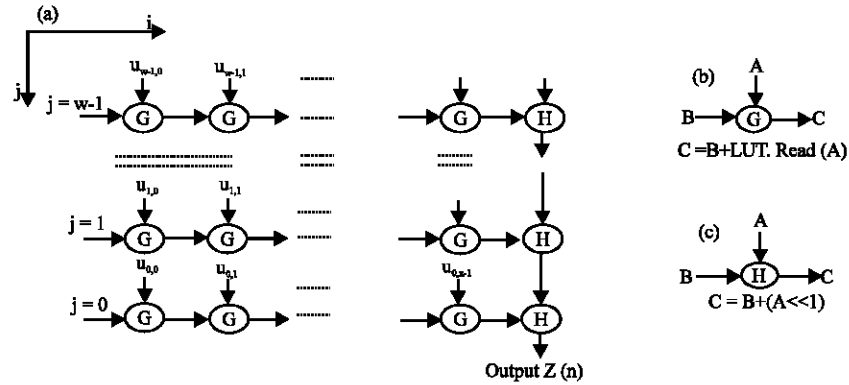 (a)
i
j
u_{w-1,0} u_{w-1,1}
j = w-1
G G G H
u_{1,0} u_{1,1}
j = 1
G G G H
u_{0,0} u_{0,1} u_{0,x-1}
j = 0
G G G H
Output Z (n)
(b)
A
B G C
C =B+LUT. Read (A)
(c)
A
B H C
C = B+(A<<1)